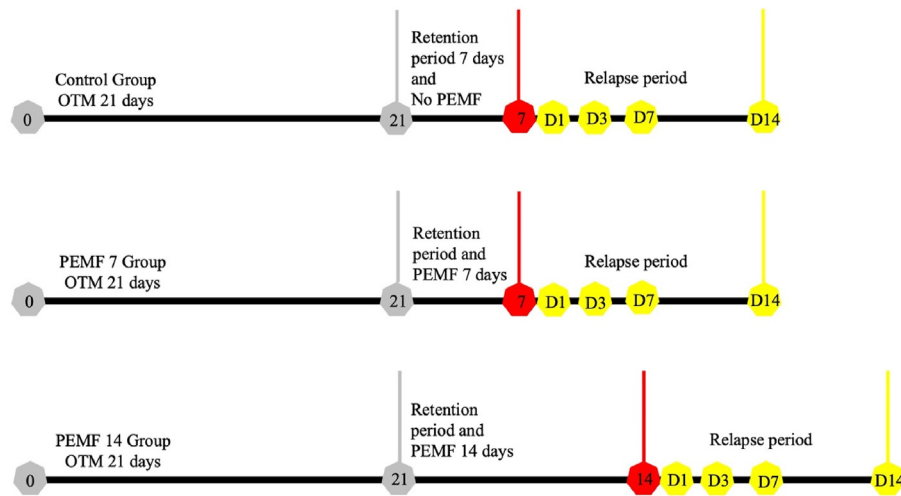 Control Group
OTM 21 days
Retention
period 7 days
and
No PEMF
Relapse period
0
21
7
D1
D3
D7
D14
PEMF 7 Group
OTM 21 days
Retention
period and
PEMF 7 days
Relapse period
0
21
7
D1
D3
D7
D14
PEMF 14 Group
OTM 21 days
Retention
period and
PEMF 14 days
Relapse period
0
21
14
D1
D3
D7
D14